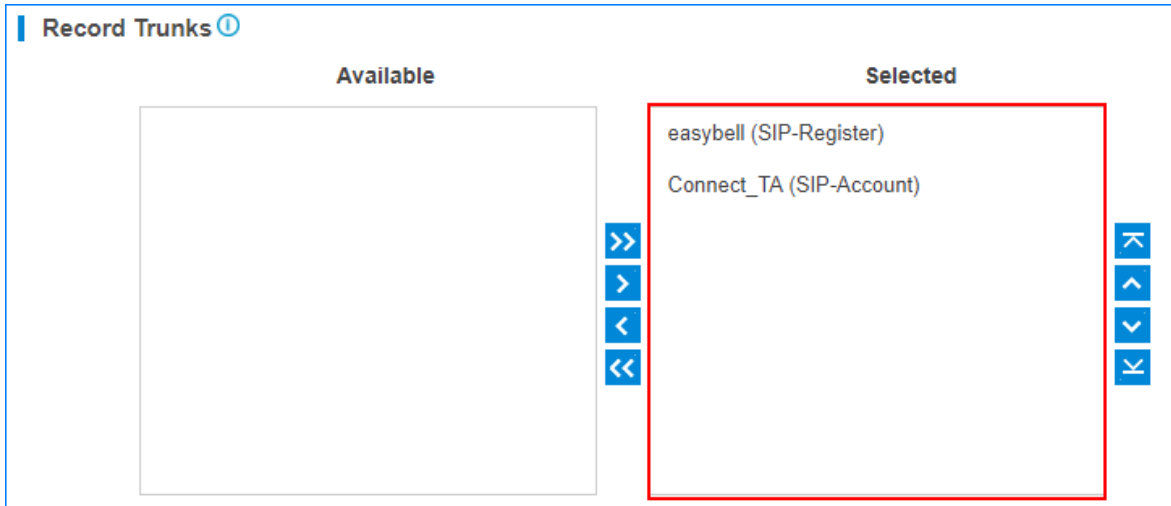 Record Trunks
Available
Selected
easybell (SIP-Register)
Connect_TA (SIP-Account)